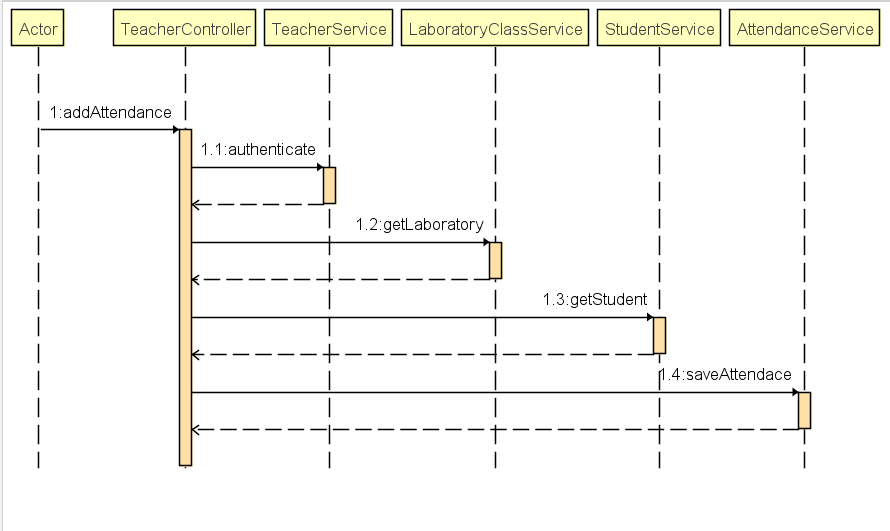 Actor
TeacherController
TeacherService
LaboratoryClassService
StudentService
AttendanceService
1:addAttendance
1.1:authenticate
1.2:getLaboratory
1.3:getStudent
1.4:saveAttendace